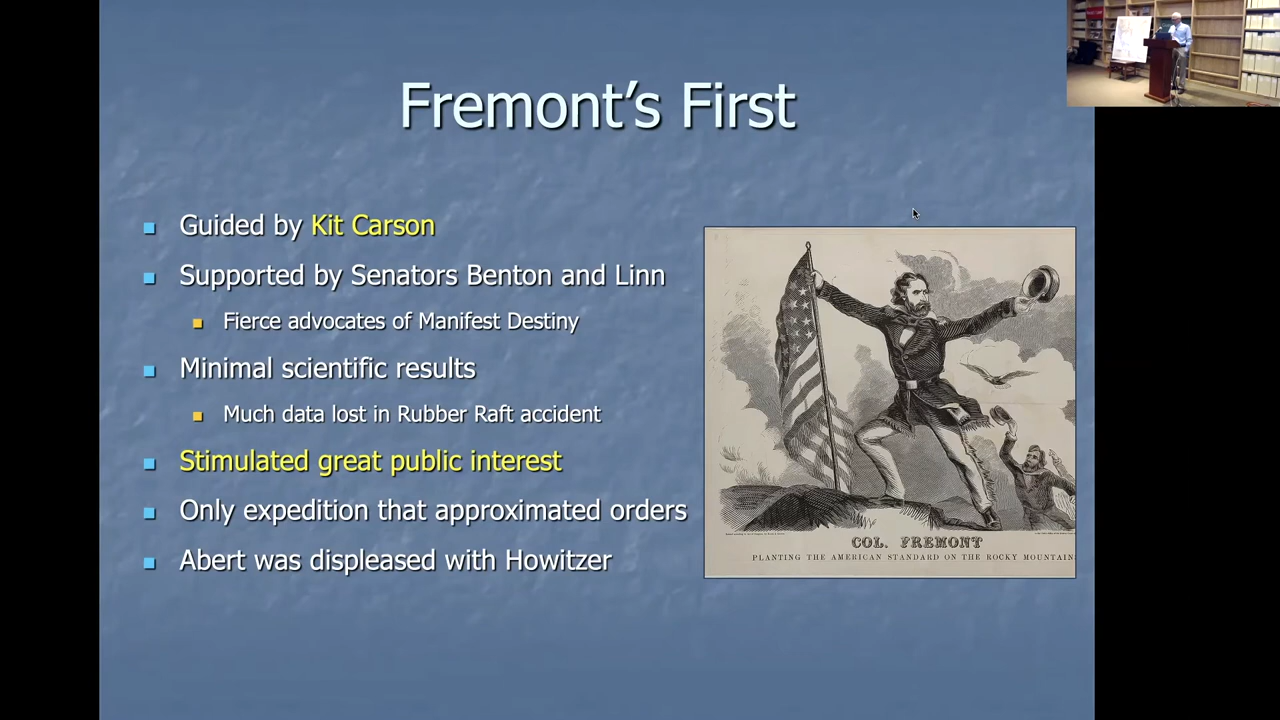 Fremont's First
Guided by Kit Carson
Supported by Senators Benton and Linn
Fierce advocates of Manifest Destiny
Minimal scientific results
Much data lost in Rubber Raft accident
Stimulated great public interest
Only expedition that approximated orders
Abert was displeased with Howitzer
COL. FREMONT
PLANTING THE AMERICAN STANDARD ON THE ROCKY MOUNTAIN